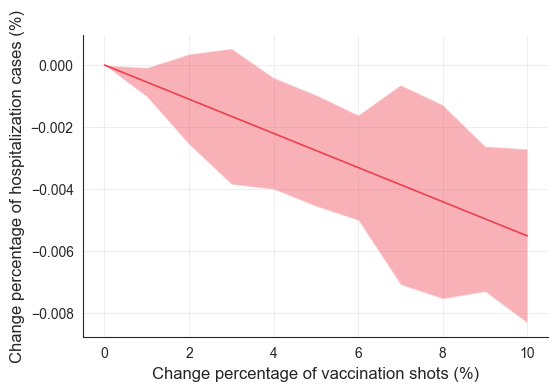 Change percentage of hospitalization cases (%)
0.000
−0.002
−0.004
−0.006
−0.008
0 2 4 6 8 10
Change percentage of vaccination shots (%)